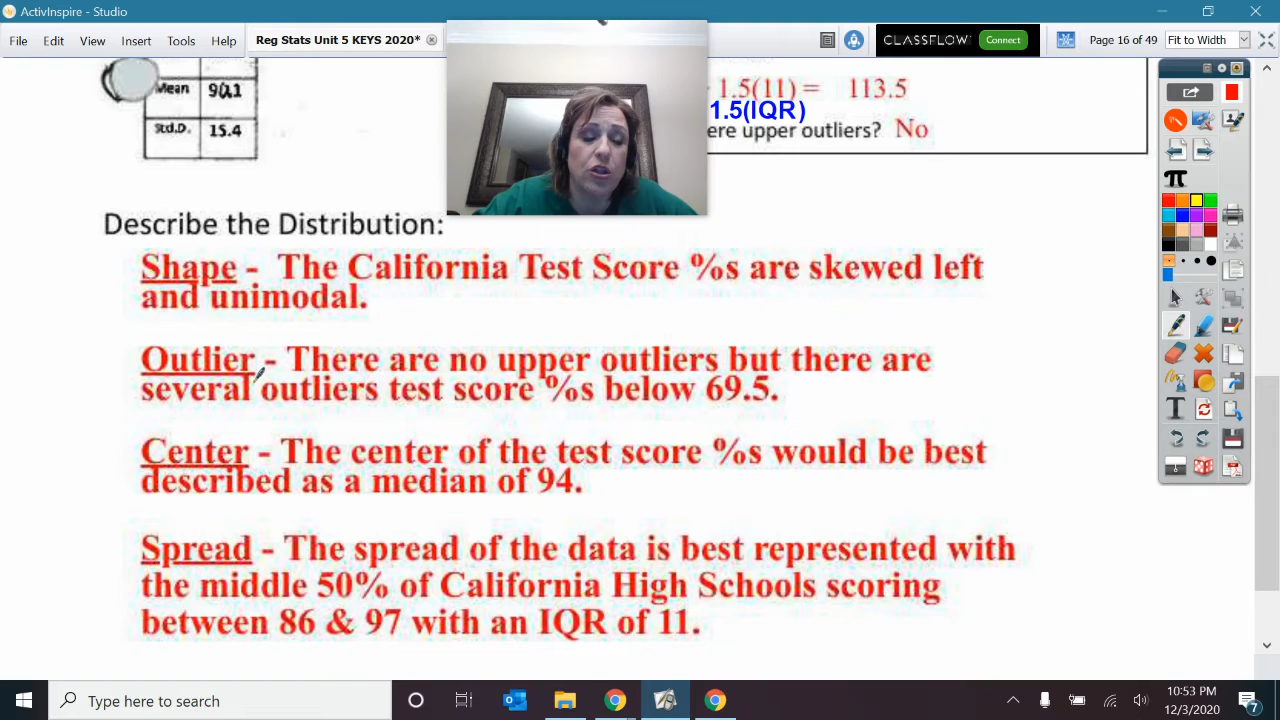 ActivInspire - Studio
File Edit View Insert Tools Help
Reg Stats Unit 5 KEYS 2020*
CLASSFLOW Connect
Page 16 of 49
Fit to Width
Mean
Std.D. 15.4
1.5(11) = 113.5
1.5(IQR)
ere upper outliers? No
Describe the Distribution:
Shape - The California Test Score %s are skewed left
and unimodal.
Outlier - There are no upper outliers but there are
several outliers test score %s below 69.5.
Center - The center of the test score %s would be best
described as a median of 94.
Spread - The spread of the data is best represented with
the middle 50% of California High Schools scoring
between 86 & 97 with an IQR of 11.
Type here to search
10:53 PM
12/3/2020
7